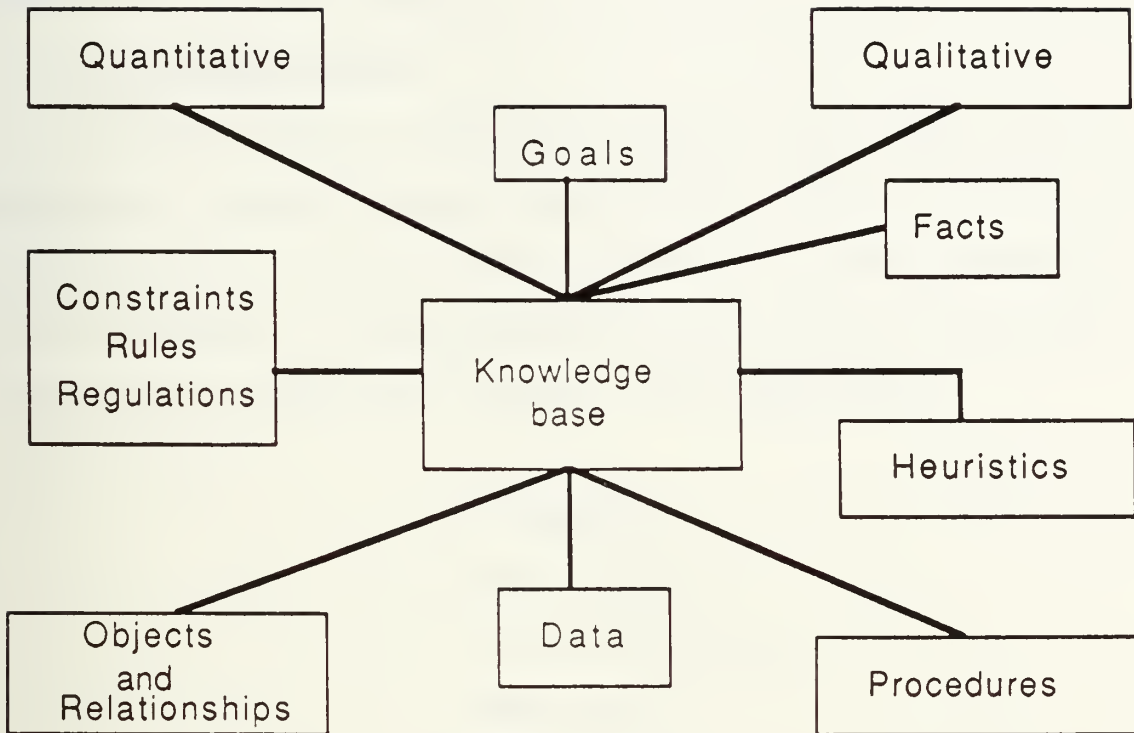 Quantitative
Qualitative
Goals
Facts
Constraints
Rules
Regulations
Knowledge
base
Heuristics
Objects
and
Relationships
Data
Procedures